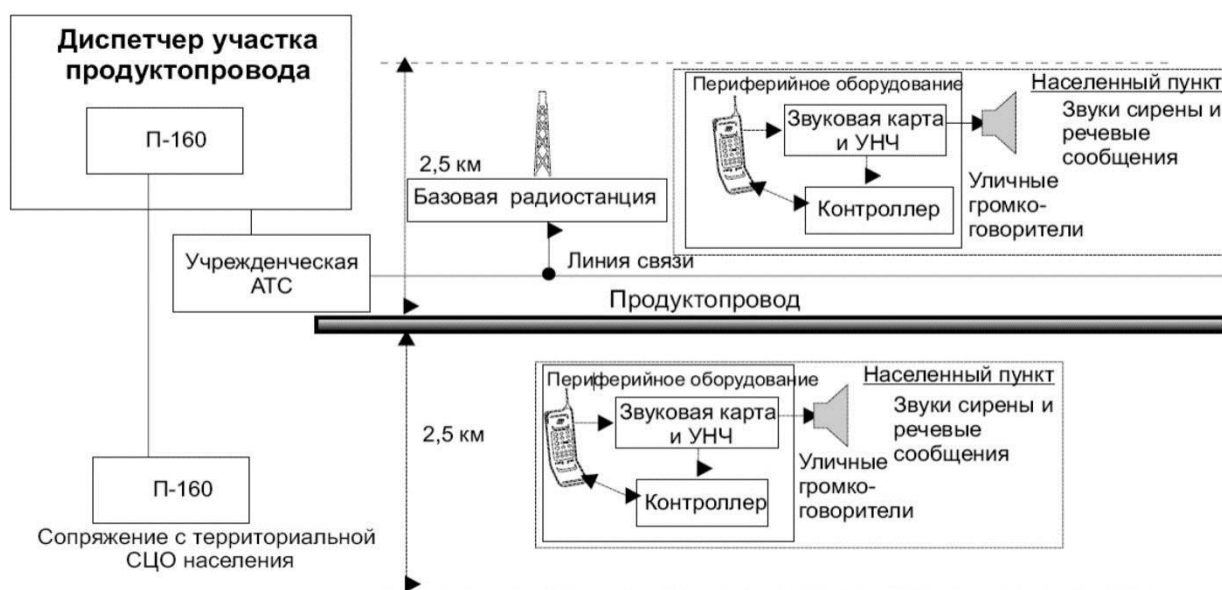 Диспетчер участка
продуктопровода
П-160
Учрежденческая
АТС
П-160
Сопряжение с территориальной
СЦО населения
2,5 км
Базовая радиостанция
Линия связи
Продуктопровод
Периферийное оборудование
Звуковая карта
и УНЧ
Контроллер
Населенный пункт
Звуки сирены и
речевые
сообщения
Уличные
громко-
говорители
2,5 км
Периферийное оборудование
Звуковая карта
и УНЧ
Контроллер
Населенный пункт
Звуки сирены и
речевые
сообщения
Уличные
громко-
говорители